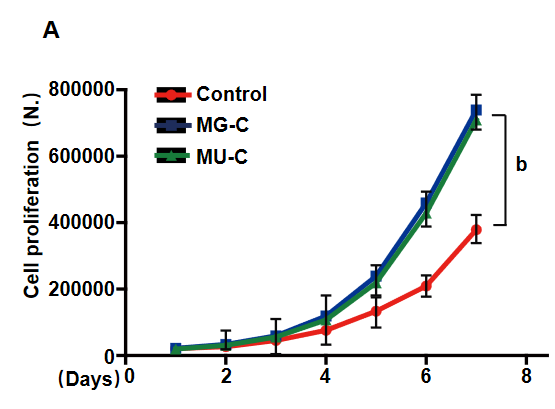 A
Cell proliferation (N.)
800000
600000
400000
200000
0
Control
MG-C
MU-C
b
(Days) 0 2 4 6 8